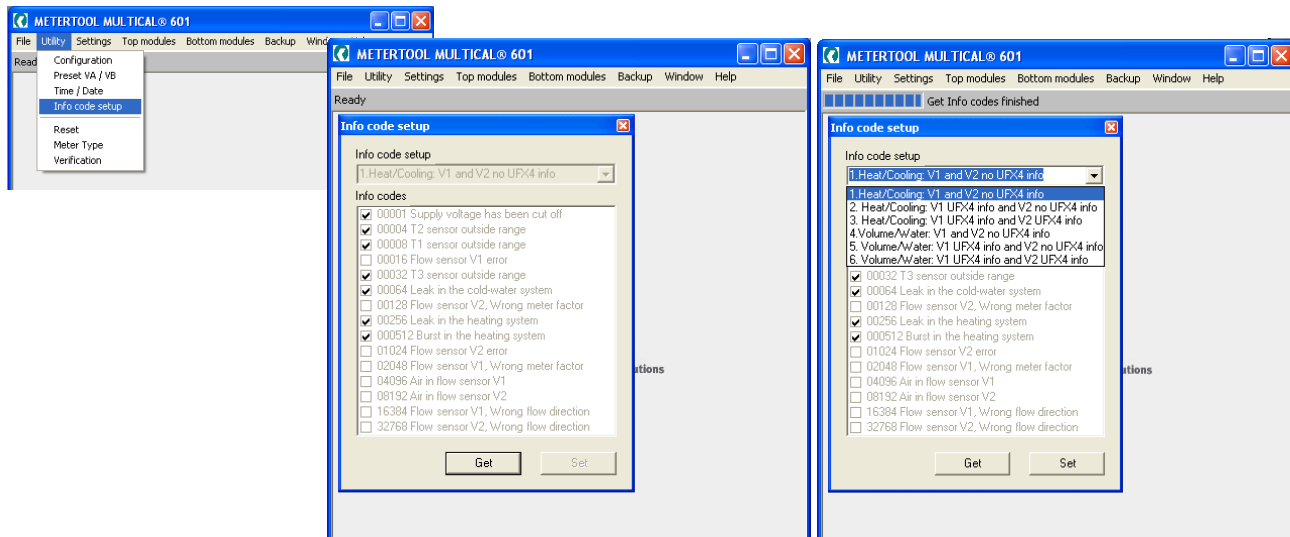 METERTOOL MULTICAL® 601
File Utility Settings Top modules Bottom modules Backup
Configuration
Preset VA / VB
Time / Date
Info code setup
Reset
Meter Type
Verification
METERTOOL MULTICAL® 601
File Utility Settings Top modules Bottom modules Backup Window Help
Ready
Info code setup
Info code setup
1.Heat/Cooling: V1 and V2 no UFX4 info
Info codes
00001 Supply voltage has been cut off
00004 T2 sensor outside range
00008 T1 sensor outside range
00016 Flow sensor V1 error
00032 T3 sensor outside range
00064 Leak in the cold-water system
00128 Flow sensor V2, Wrong meter factor
00256 Leak in the heating system
000512 Burst in the heating system
01024 Flow sensor V2 error
02048 Flow sensor V1, Wrong meter factor
04096 Air in flow sensor V1
08192 Air in flow sensor V2
16384 Flow sensor V1, Wrong flow direction
32768 Flow sensor V2, Wrong flow direction
Get Set
utions
METERTOOL MULTICAL® 601
File Utility Settings Top modules Bottom modules Backup Window Help
Get Info codes finished
Info code setup
Info code setup
1.Heat/Cooling: V1 and V2 no UFX4 info
1.Heat/Cooling: V1 and V2 no UFX4 info
2. Heat/Cooling: V1 UFX4 info and V2 no UFX4 info
3. Heat/Cooling: V1 UFX4 info and V2 UFX4 info
4.Volume/Water: V1 and V2 no UFX4 info
5. Volume/Water: V1 UFX4 info and V2 no UFX4 info
6. Volume/Water: V1 UFX4 info and V2 UFX4 info
00032 T3 sensor outside range
00064 Leak in the cold-water system
00128 Flow sensor V2, Wrong meter factor
00256 Leak in the heating system
000512 Burst in the heating system
01024 Flow sensor V2 error
02048 Flow sensor V1, Wrong meter factor
04096 Air in flow sensor V1
08192 Air in flow sensor V2
16384 Flow sensor V1, Wrong flow direction
32768 Flow sensor V2, Wrong flow direction
Get Set
utions